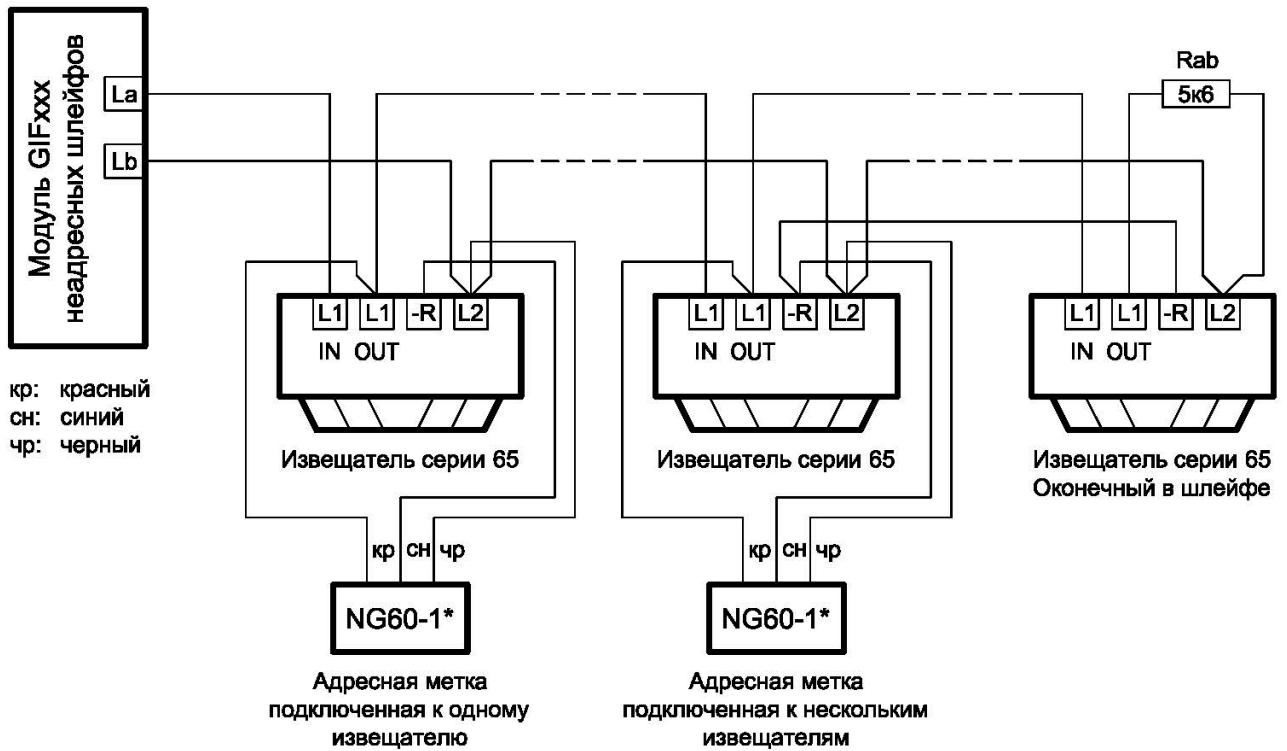 Модуль GIFxxx
неадресных шлейфов
La
Lb
Rab
5к6
L1 L1 -R L2
IN OUT
L1 L1 -R L2
IN OUT
L1 L1 -R L2
IN OUT
кр: красный
сн: синий
чр: черный
Извещатель серии 65
Извещатель серии 65
Извещатель серии 65
Оконечный в шлейфе
кр сн чр
кр сн чр
NG60-1*
NG60-1*
Адресная метка
подключенная к одному
извещателю
Адресная метка
подключенная к нескольким
извещателям